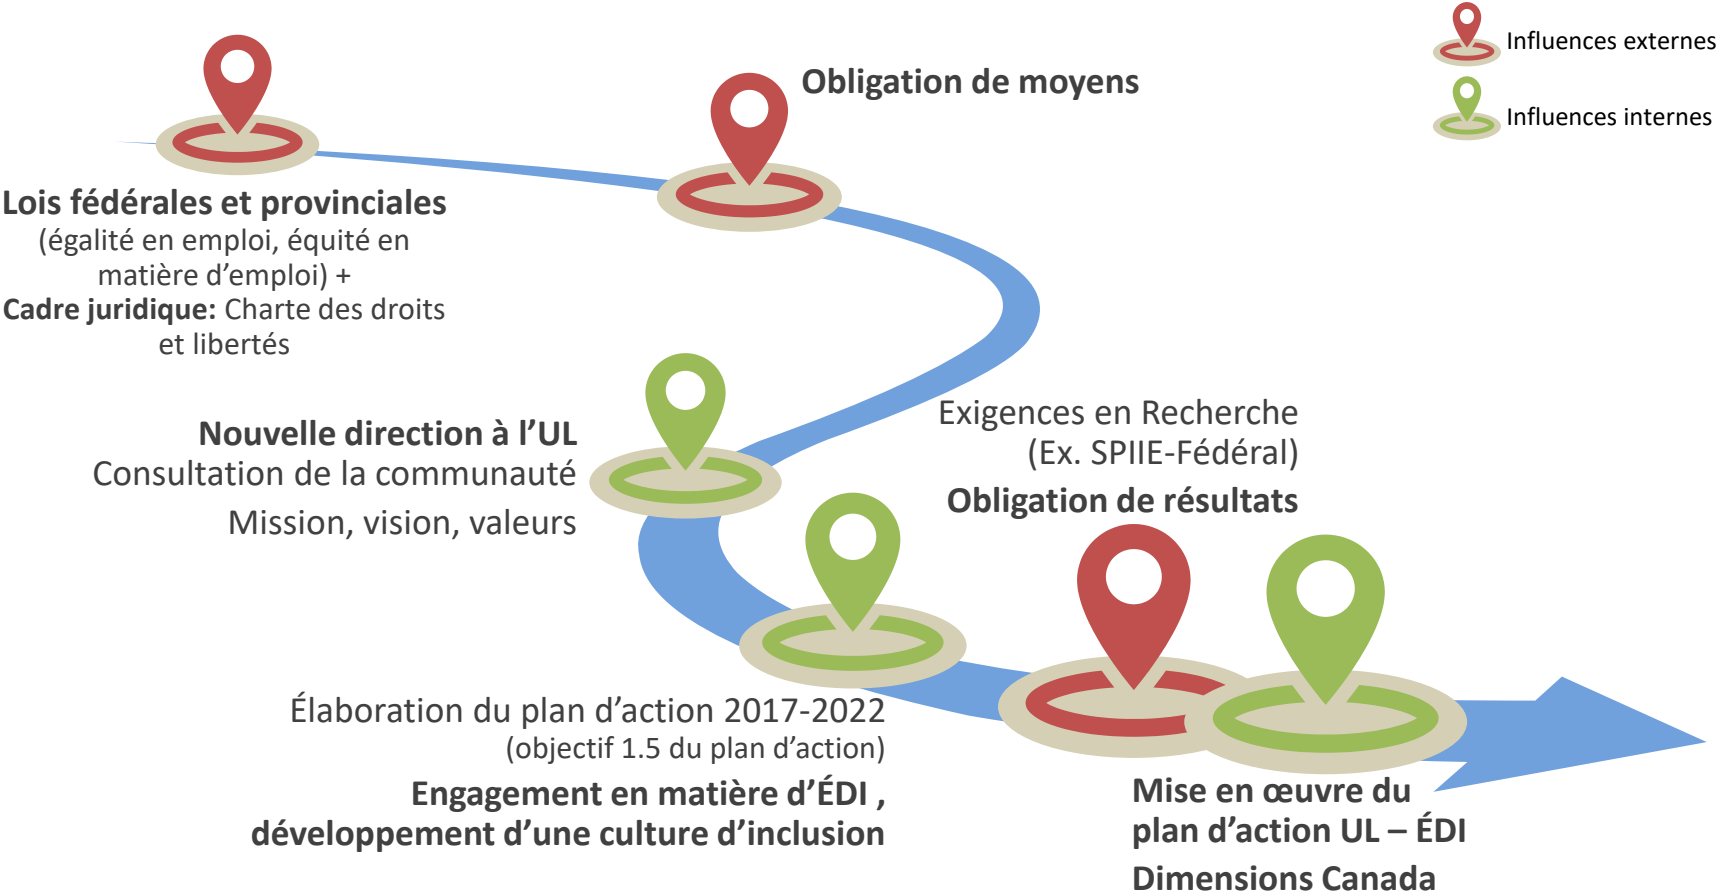 Influences externes
Influences internes
Obligation de moyens
Lois fédérales et provinciales
(égalité en emploi, équité en
matière d’emploi) +
Cadre juridique: Charte des droits
et libertés
Nouvelle direction à l’UL
Consultation de la communauté
Mission, vision, valeurs
Exigences en Recherche
(Ex. SPIIE-Fédéral)
Obligation de résultats
Élaboration du plan d’action 2017-2022
(objectif 1.5 du plan d’action)
Engagement en matière d’ÉDI ,
développement d’une culture d’inclusion
Mise en œuvre du
plan d’action UL – ÉDI
Dimensions Canada